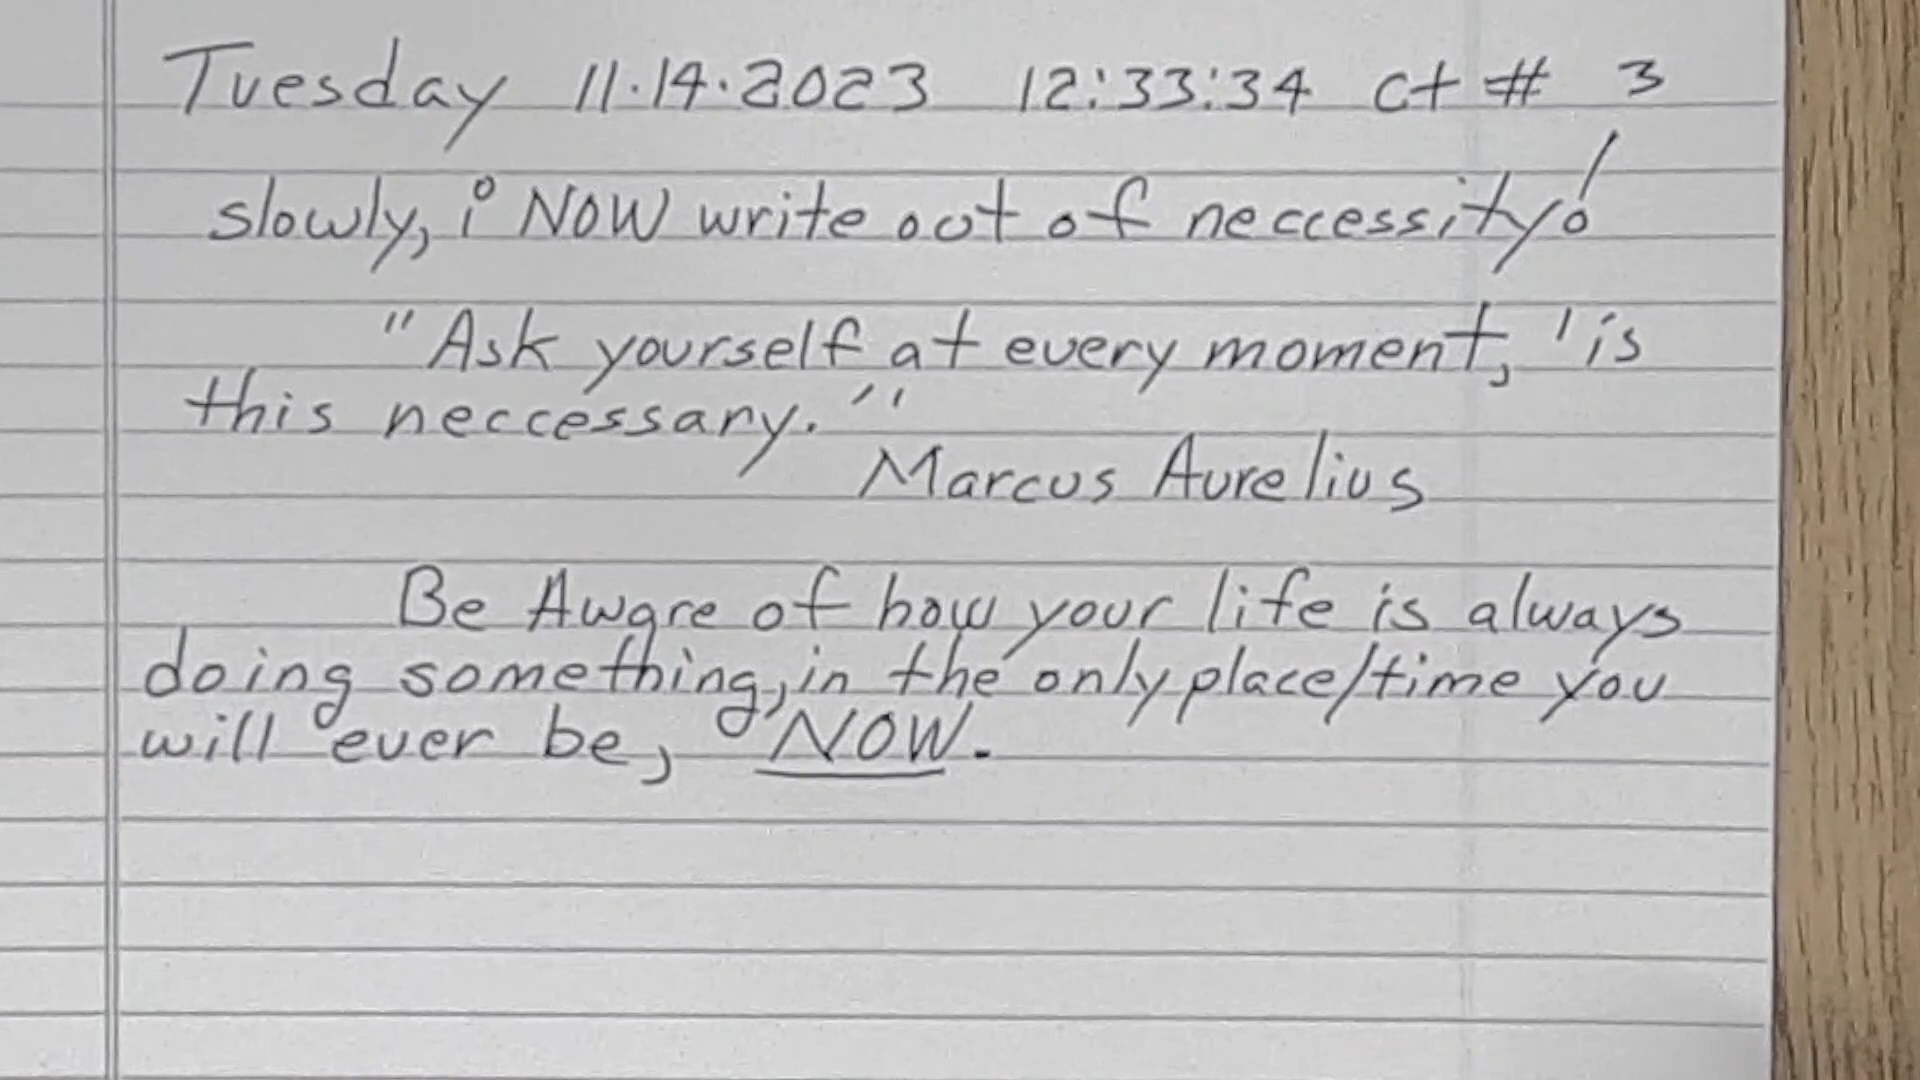 Tuesday 11.14.2023 12:33:34 ct # 3
slowly, i NOW write out of neccessity!
"Ask yourself at every moment, 'is
this neccessary.'"
Marcus Aurelius
Be Aware of how your life is always
doing something, in the only place/time you
will ever be, NOW.